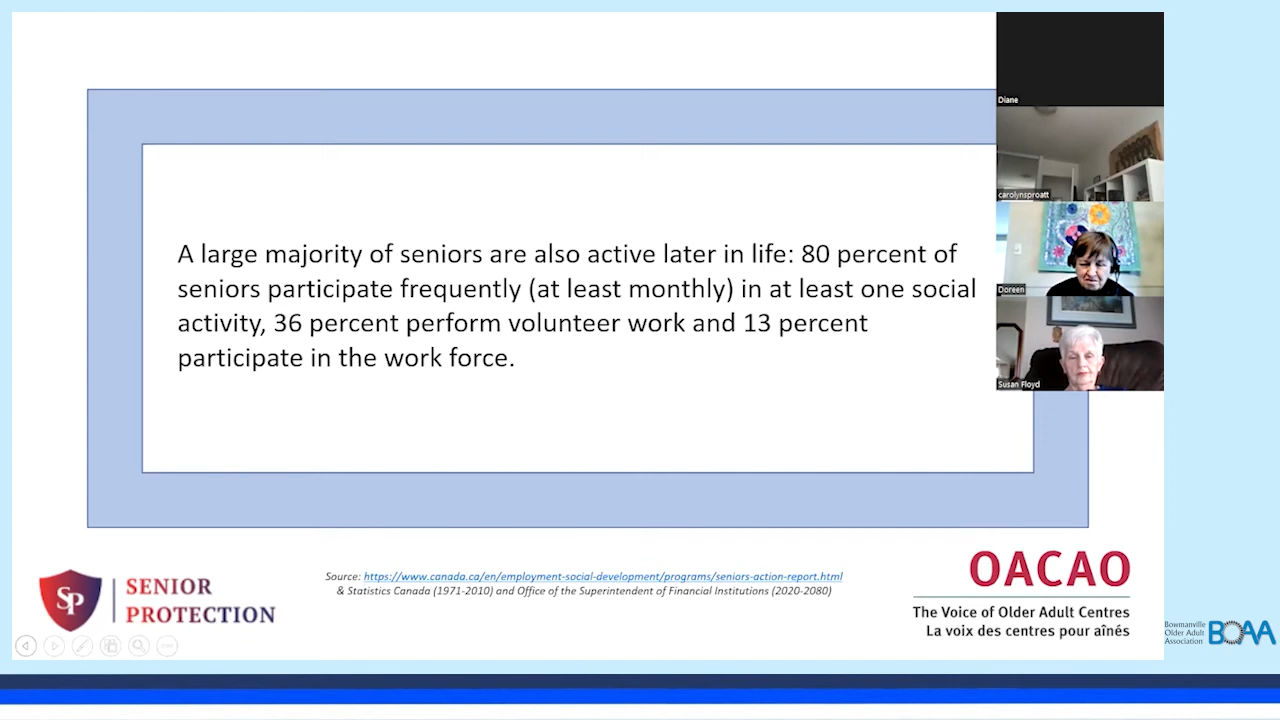 Diane
carolynsproatt
Doreen
Susan Floyd
A large majority of seniors are also active later in life: 80 percent of
seniors participate frequently (at least monthly) in at least one social
activity, 36 percent perform volunteer work and 13 percent
participate in the work force.
Source: https://www.canada.ca/en/employment-social-development/programs/seniors-action-report.html
& Statistics Canada (1971-2010) and Office of the Superintendent of Financial Institutions (2020-2080)
SP
SENIOR
PROTECTION
OACAO
The Voice of Older Adult Centres
La voix des centres pour aînés
Bowmanville
Older Adult
Association
BOAA